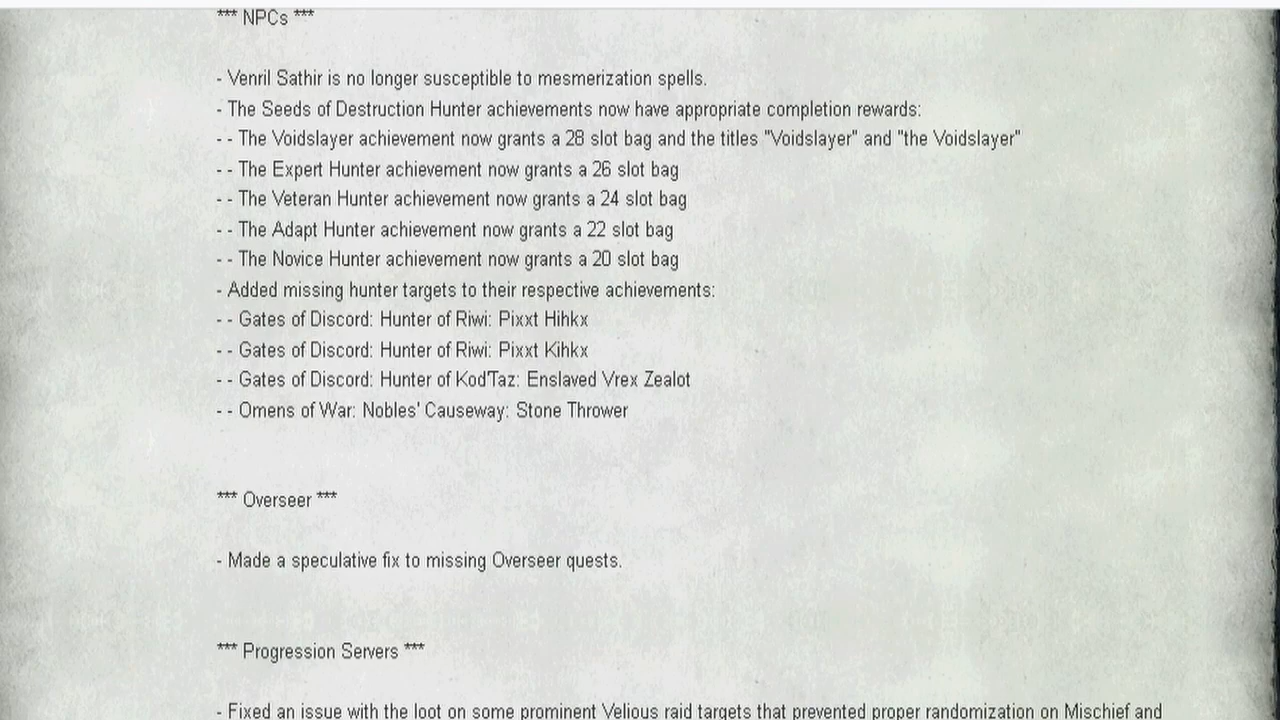 *** NPCs ***
- Venril Sathir is no longer susceptible to mesmerization spells.
- The Seeds of Destruction Hunter achievements now have appropriate completion rewards:
- - The Voidslayer achievement now grants a 28 slot bag and the titles "Voidslayer" and "the Voidslayer"
- - The Expert Hunter achievement now grants a 26 slot bag
- - The Veteran Hunter achievement now grants a 24 slot bag
- - The Adapt Hunter achievement now grants a 22 slot bag
- - The Novice Hunter achievement now grants a 20 slot bag
- Added missing hunter targets to their respective achievements:
- - Gates of Discord: Hunter of Riwi: Pixxt Hihkx
- - Gates of Discord: Hunter of Riwi: Pixxt Kihkx
- - Gates of Discord: Hunter of Kod'Taz: Enslaved Vrex Zealot
- - Omens of War: Nobles' Causeway: Stone Thrower
*** Overseer ***
- Made a speculative fix to missing Overseer quests.
*** Progression Servers ***
- Fixed an issue with the loot on some prominent Velious raid targets that prevented proper randomization on Mischief and